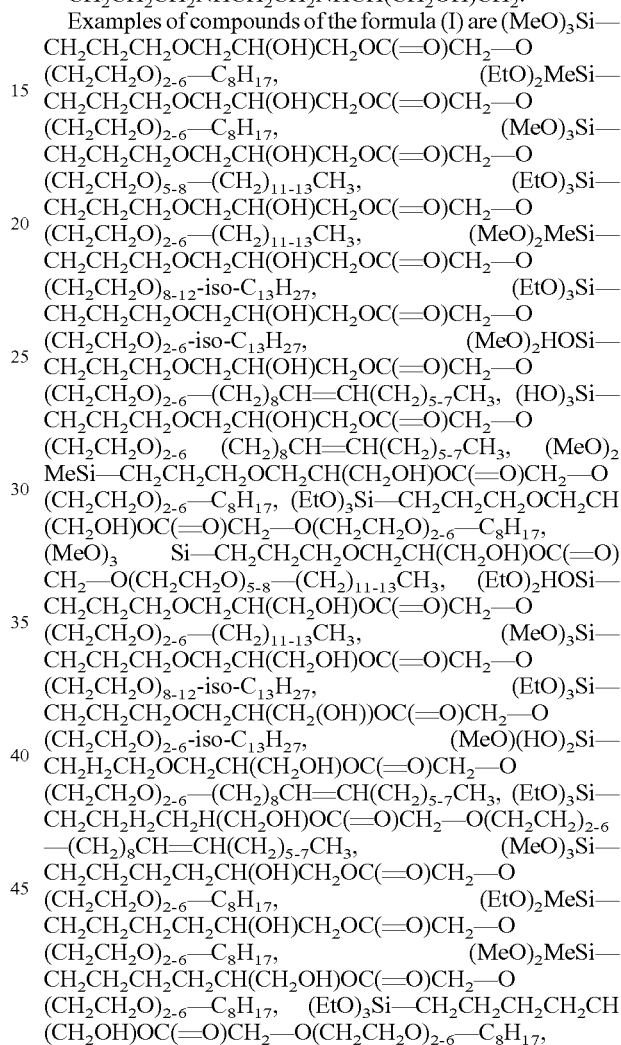 Examples of compounds of the formula (I) are (MeO)₃Si—
CH₂CH₂CH₂OCH₂CH(OH)CH₂OC(=O)CH₂—O
(CH₂CH₂O)₂₋₆—C₈H₁₇, (EtO)₂MeSi—
15
CH₂CH₂CH₂OCH₂CH(OH)CH₂OC(=O)CH₂—O
(CH₂CH₂O)₂₋₆—C₈H₁₇, (MeO)₃Si—
CH₂CH₂CH₂OCH₂CH(OH)CH₂OC(=O)CH₂—O
(CH₂CH₂O)₅₋₈—(CH₂)₁₁₋₁₃CH₃, (EtO)₃Si—
20 CH₂CH₂CH₂OCH₂CH(OH)CH₂OC(=O)CH₂—O
(CH₂CH₂O)₂₋₆—(CH₂)₁₁₋₁₃CH₃, (MeO)₂MeSi—
CH₂CH₂CH₂OCH₂CH(OH)CH₂OC(=O)CH₂—O
(CH₂CH₂O)₈₋₁₂-iso-C₁₃H₂₇, (EtO)₃Si—
CH₂CH₂CH₂OCH₂CH(OH)CH₂OC(=O)CH₂—O
(CH₂CH₂O)₂₋₆-iso-C₁₃H₂₇, (MeO)₂HOSi—
25 CH₂CH₂CH₂OCH₂CH(OH)CH₂OC(=O)CH₂—O
(CH₂CH₂O)₂₋₆—(CH₂)₈CH=CH(CH₂)₅₋₇CH₃, (HO)₃Si—
CH₂CH₂CH₂OCH₂CH(OH)CH₂OC(=O)CH₂—O
(CH₂CH₂O)₂₋₆ (CH₂)₈CH=CH(CH₂)₅₋₇CH₃, (MeO)₂
MeSi—CH₂CH₂CH₂OCH₂CH(CH₂OH)OC(=O)CH₂—O
30 (CH₂CH₂O)₂₋₆—C₈H₁₇, (EtO)₃Si—CH₂CH₂CH₂OCH₂CH
(CH₂OH)OC(=O)CH₂—O(CH₂CH₂O)₂₋₆—C₈H₁₇,
(MeO)₃ Si—CH₂CH₂CH₂OCH₂CH(CH₂OH)OC(=O)
CH₂—O(CH₂CH₂O)₅₋₈—(CH₂)₁₁₋₁₃CH₃, (EtO)₂HOSi—
35 CH₂CH₂CH₂OCH₂CH(CH₂OH)OC(=O)CH₂—O
(CH₂CH₂O)₂₋₆—(CH₂)₁₁₋₁₃CH₃, (MeO)₃Si—
CH₂CH₂CH₂OCH₂CH(CH₂OH)OC(=O)CH₂—O
(CH₂CH₂O)₈₋₁₂-iso-C₁₃H₂₇, (EtO)₃Si—
CH₂CH₂CH₂OCH₂CH(CH₂(OH))OC(=O)CH₂—O
(CH₂CH₂O)₂₋₆-iso-C₁₃H₂₇, (MeO)(HO)₂Si—
40 CH₂H₂CH₂OCH₂CH(CH₂OH)OC(=O)CH₂—O
(CH₂CH₂O)₂₋₆—(CH₂)₈CH=CH(CH₂)₅₋₇CH₃, (EtO)₃Si—
CH₂CH₂H₂CH₂H(CH₂OH)OC(=O)CH₂—O(CH₂CH₂)₂₋₆
—(CH₂)₈CH=CH(CH₂)₅₋₇CH₃, (MeO)₃Si—
CH₂CH₂CH₂CH₂CH(OH)CH₂OC(=O)CH₂—O
45 (CH₂CH₂O)₂₋₆—C₈H₁₇, (EtO)₂MeSi—
CH₂CH₂CH₂CH₂CH(OH)CH₂OC(=O)CH₂—O
(CH₂CH₂O)₂₋₆—C₈H₁₇, (MeO)₂MeSi—
CH₂CH₂CH₂CH₂CH(CH₂OH)OC(=O)CH₂—O
(CH₂CH₂O)₂₋₆—C₈H₁₇, (EtO)₃Si—CH₂CH₂CH₂CH₂CH
(CH₂OH)OC(=O)CH₂—O(CH₂CH₂O)₂₋₆—C₈H₁₇,